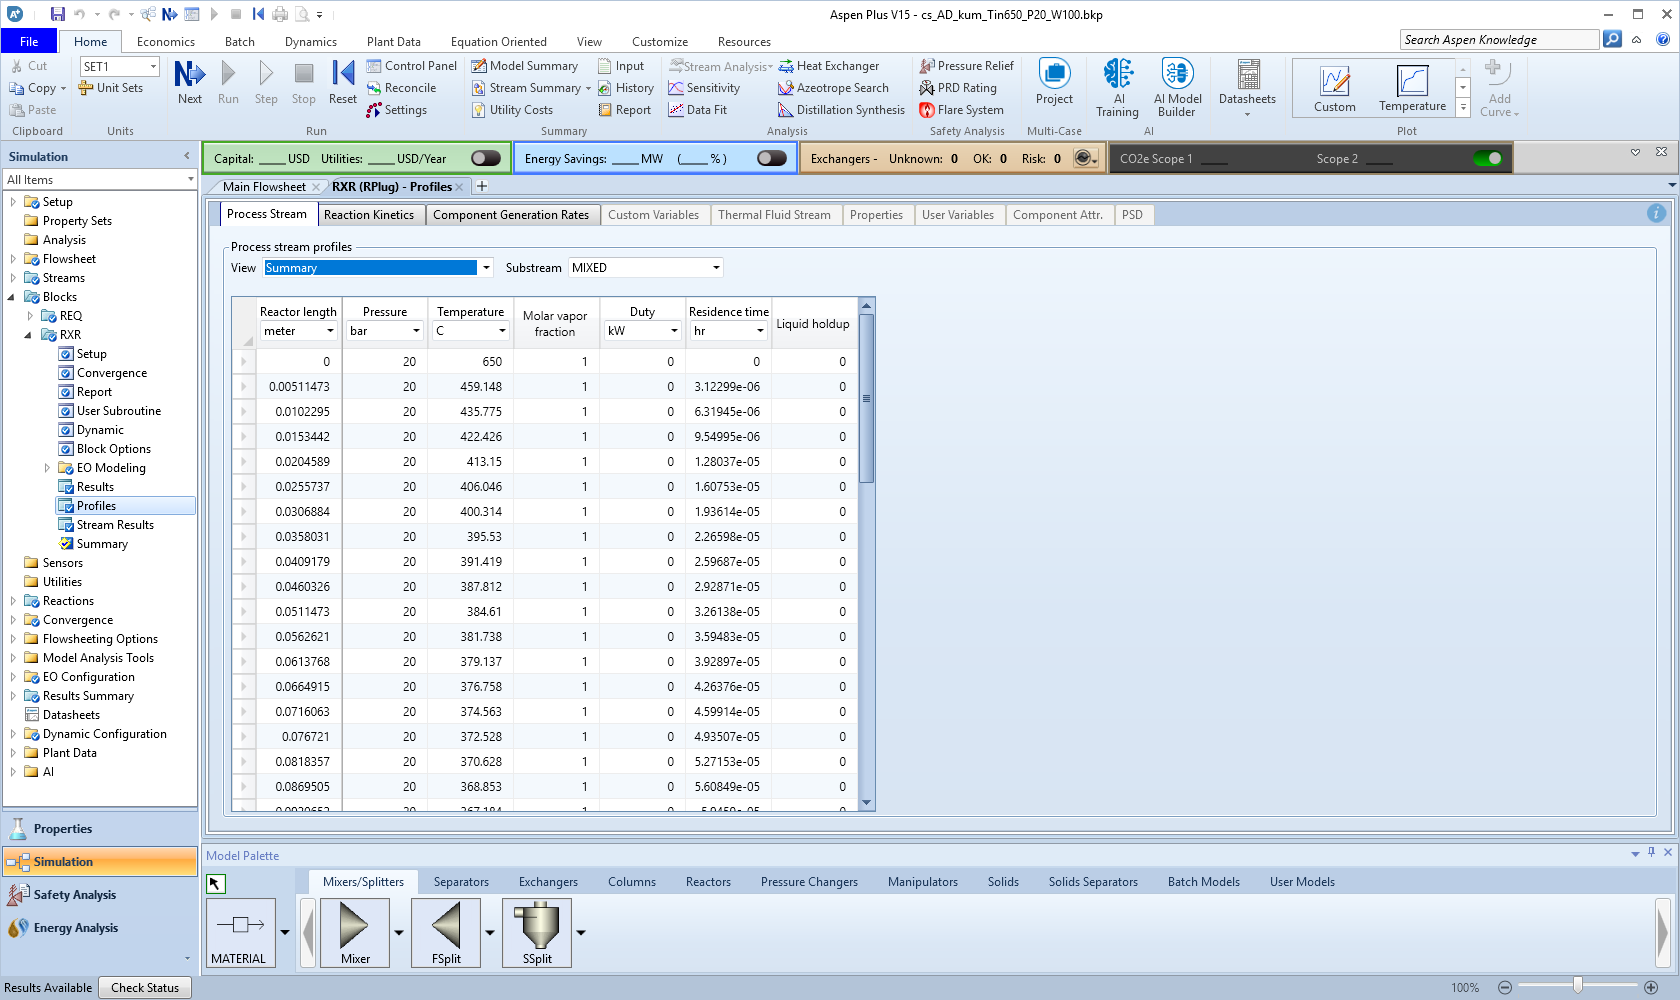 Aspen Plus V15 - cs_AD_kum_Tin650_P20_W100.bkp
File Home Economics Batch Dynamics Plant Data Equation Oriented View Customize Resources Search Aspen Knowledge
Cut
Copy
Paste
Clipboard
SET1
Unit Sets
Units
Next Run Step Stop Reset
Control Panel
Reconcile
Settings
Run
Model Summary Input
Stream Summary History
Utility Costs Report
Summary
Stream Analysis Heat Exchanger
Sensitivity Azeotrope Search
Data Fit Distillation Synthesis
Analysis
Pressure Relief
PRD Rating
Flare System
Safety Analysis
Project
Multi-Case
AI Training
AI Model Builder
AI
Datasheets
Custom Temperature
Add Curve
Plot
Simulation
All Items
Capital: ____ USD Utilities: ____ USD/Year
Energy Savings: ____ MW (____ %)
Exchangers - Unknown: 0 OK: 0 Risk: 0
CO2e Scope 1 ____ Scope 2 ____
Setup
Property Sets
Analysis
Flowsheet
Streams
Blocks
REQ
RXR
Setup
Convergence
Report
User Subroutine
Dynamic
Block Options
EO Modeling
Results
Profiles
Stream Results
Summary
Sensors
Utilities
Reactions
Convergence
Flowsheeting Options
Model Analysis Tools
EO Configuration
Results Summary
Datasheets
Dynamic Configuration
Plant Data
AI
Properties
Simulation
Safety Analysis
Energy Analysis
Main Flowsheet RXR (RPlug) - Profiles
Process Stream Reaction Kinetics Component Generation Rates Custom Variables Thermal Fluid Stream Properties User Variables Component Attr. PSD
Process stream profiles
View Summary Substream MIXED
Reactor length Pressure Temperature Molar vapor fraction Duty Residence time Liquid holdup
meter bar C kW hr
0 20 650 1 0 0 0
0.00511473 20 459.148 1 0 3.12299e-06 0
0.0102295 20 435.775 1 0 6.31945e-06 0
0.0153442 20 422.426 1 0 9.54995e-06 0
0.0204589 20 413.15 1 0 1.28037e-05 0
0.0255737 20 406.046 1 0 1.60753e-05 0
0.0306884 20 400.314 1 0 1.93614e-05 0
0.0358031 20 395.53 1 0 2.26598e-05 0
0.0409179 20 391.419 1 0 2.59687e-05 0
0.0460326 20 387.812 1 0 2.92871e-05 0
0.0511473 20 384.61 1 0 3.26138e-05 0
0.0562621 20 381.738 1 0 3.59483e-05 0
0.0613768 20 379.137 1 0 3.92897e-05 0
0.0664915 20 376.758 1 0 4.26376e-05 0
0.0716063 20 374.563 1 0 4.59914e-05 0
0.076721 20 372.528 1 0 4.93507e-05 0
0.0818357 20 370.628 1 0 5.27153e-05 0
0.0869505 20 368.853 1 0 5.60849e-05 0
Model Palette
Mixers/Splitters Separators Exchangers Columns Reactors Pressure Changers Manipulators Solids Solids Separators Batch Models User Models
MATERIAL Mixer FSplit SSplit
Results Available Check Status 100%